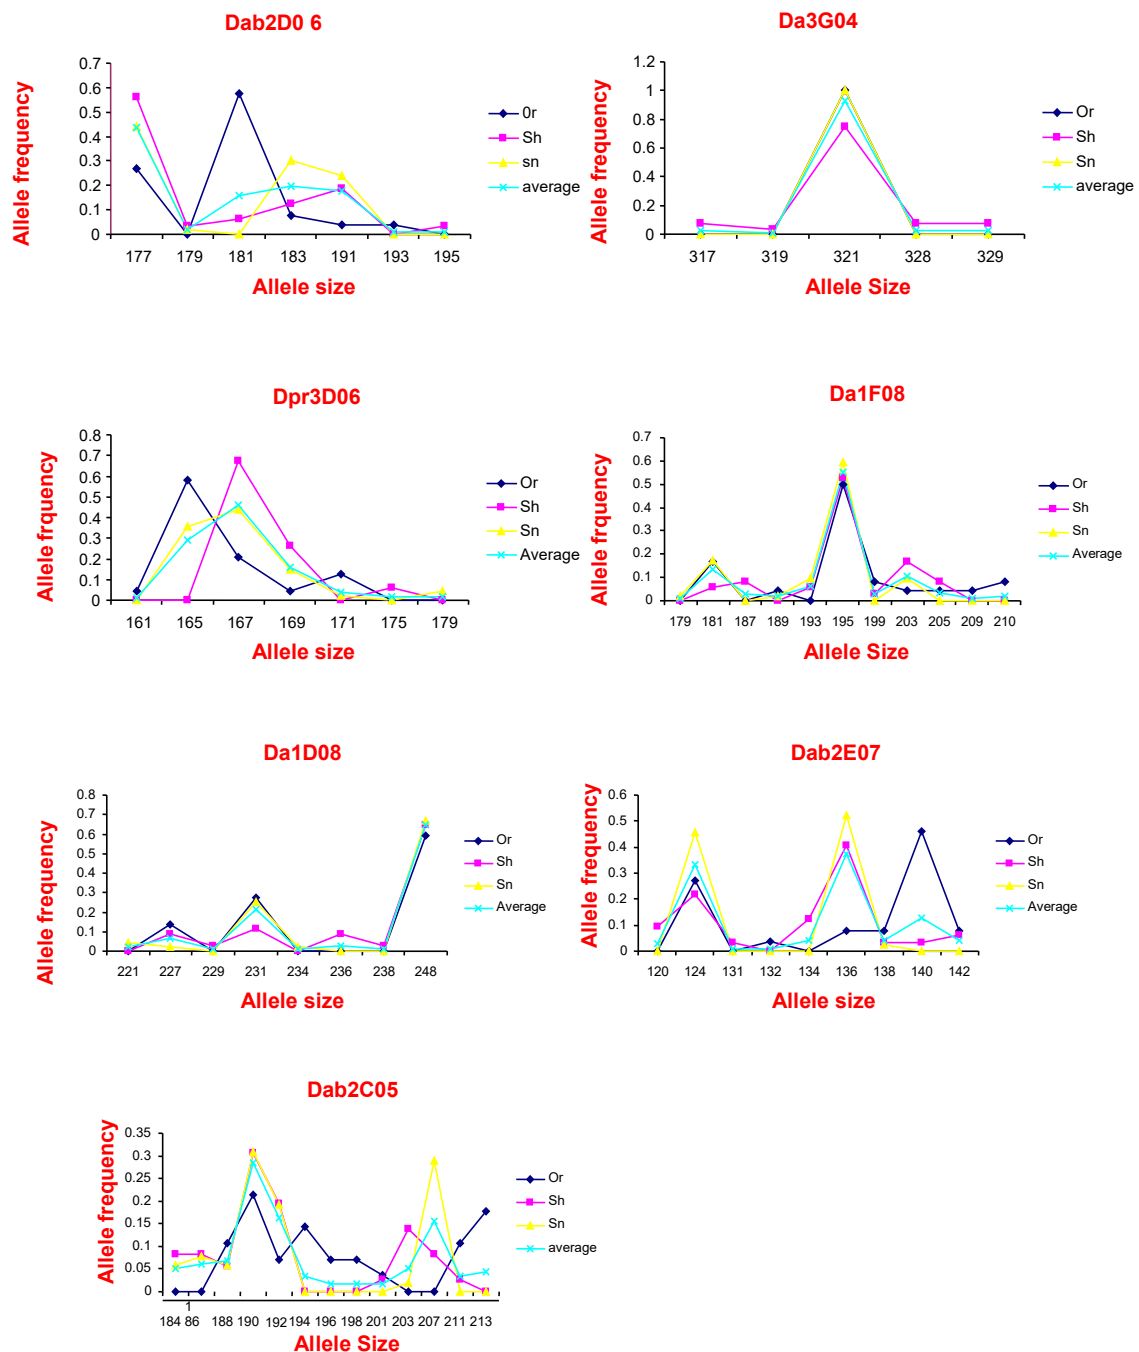 Dab2D0 6
Allele frequency
0.7
0.6
0.5
0.4
0.3
0.2
0.1
0
177 179 181 183 191 193 195
Allele size
0r
Sh
sn
average
Da3G04
Allele frequency
1.2
1
0.8
0.6
0.4
0.2
0
317 319 321 328 329
Allele Size
Or
Sh
Sn
average
Dpr3D06
Allele frquency
0.8
0.7
0.6
0.5
0.4
0.3
0.2
0.1
0
161 165 167 169 171 175 179
Allele size
Or
Sh
Sn
Average
Da1F08
Allele frquency
0.7
0.6
0.5
0.4
0.3
0.2
0.1
0
179 181 187 189 193 195 199 203 205 209 210
Allele Size
Or
Sh
Sn
Average
Da1D08
Allele frequency
0.8
0.7
0.6
0.5
0.4
0.3
0.2
0.1
0
221 227 229 231 234 236 238 248
Allele size
Or
Sh
Sn
Average
Dab2E07
Allele frequency
0.6
0.5
0.4
0.3
0.2
0.1
0
120 124 131 132 134 136 138 140 142
Allele size
Or
Sh
Sn
Average
Dab2C05
Allele frequency
0.35
0.3
0.25
0.2
0.15
0.1
0.05
0
1
184 86 188 190 192 194 196 198 201 203 207 211 213
Allele Size
Or
Sh
Sn
average